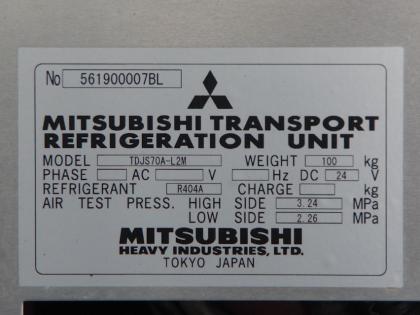 No 561900007BL
MITSUBISHI TRANSPORT
REFRIGERATION UNIT
MODEL TDJS70A-L2M WEIGHT 100 kg
PHASE AC V Hz DC 24 V
REFRIGERANT R404A CHARGE kg
AIR TEST PRESS. HIGH SIDE 3.24 MPa
LOW SIDE 2.26 MPa
MITSUBISHI
HEAVY INDUSTRIES, LTD.
TOKYO JAPAN